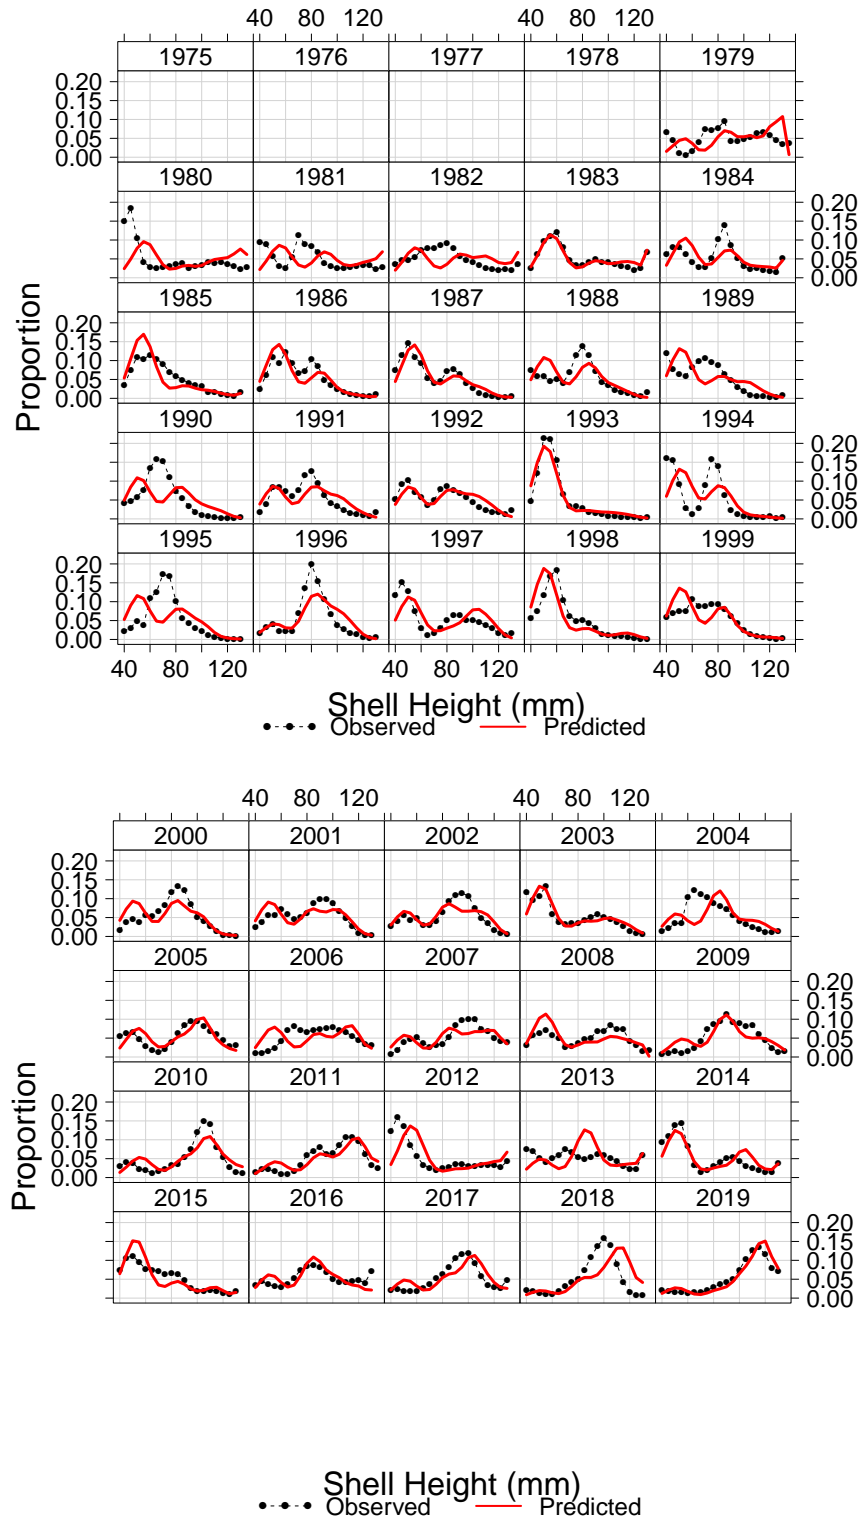 40 80 120
1975 1976 1977 1978 1979
0.20
0.15
0.10
0.05
0.00
1980 1981 1982 1983 1984
0.20
0.15
0.10
0.05
0.00
1985 1986 1987 1988 1989
0.20
0.15
0.10
0.05
0.00
1990 1991 1992 1993 1994
0.20
0.15
0.10
0.05
0.00
1995 1996 1997 1998 1999
0.20
0.15
0.10
0.05
0.00
Proportion
40 80 120 40 80 120 40 80 120
Shell Height (mm)
Observed Predicted
40 80 120 40 80 120
2000 2001 2002 2003 2004
0.20
0.15
0.10
0.05
0.00
2005 2006 2007 2008 2009
0.20
0.15
0.10
0.05
0.00
2010 2011 2012 2013 2014
0.20
0.15
0.10
0.05
0.00
2015 2016 2017 2018 2019
0.20
0.15
0.10
0.05
0.00
Proportion
Shell Height (mm)
Observed Predicted